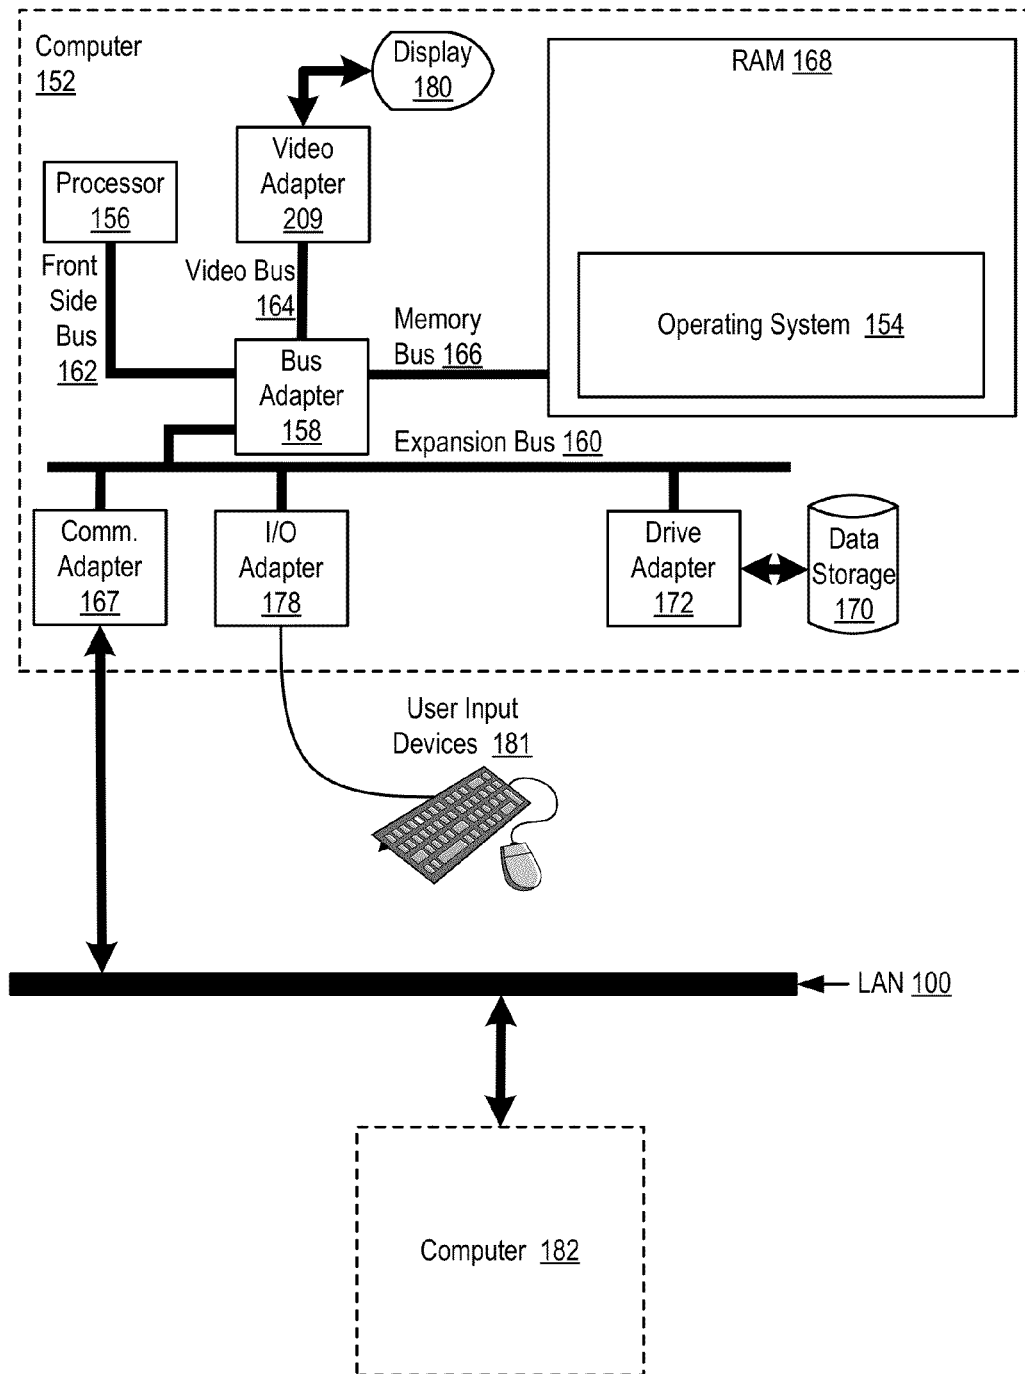 Computer
152
Display
180
RAM 168
Video
Adapter
209
Processor
156
Front
Side
Bus
162
Video Bus
164
Memory
Bus 166
Operating System 154
Bus
Adapter
158
Expansion Bus 160
Comm.
Adapter
167
I/O
Adapter
178
Drive
Adapter
172
Data
Storage
170
User Input
Devices 181
LAN 100
Computer 182